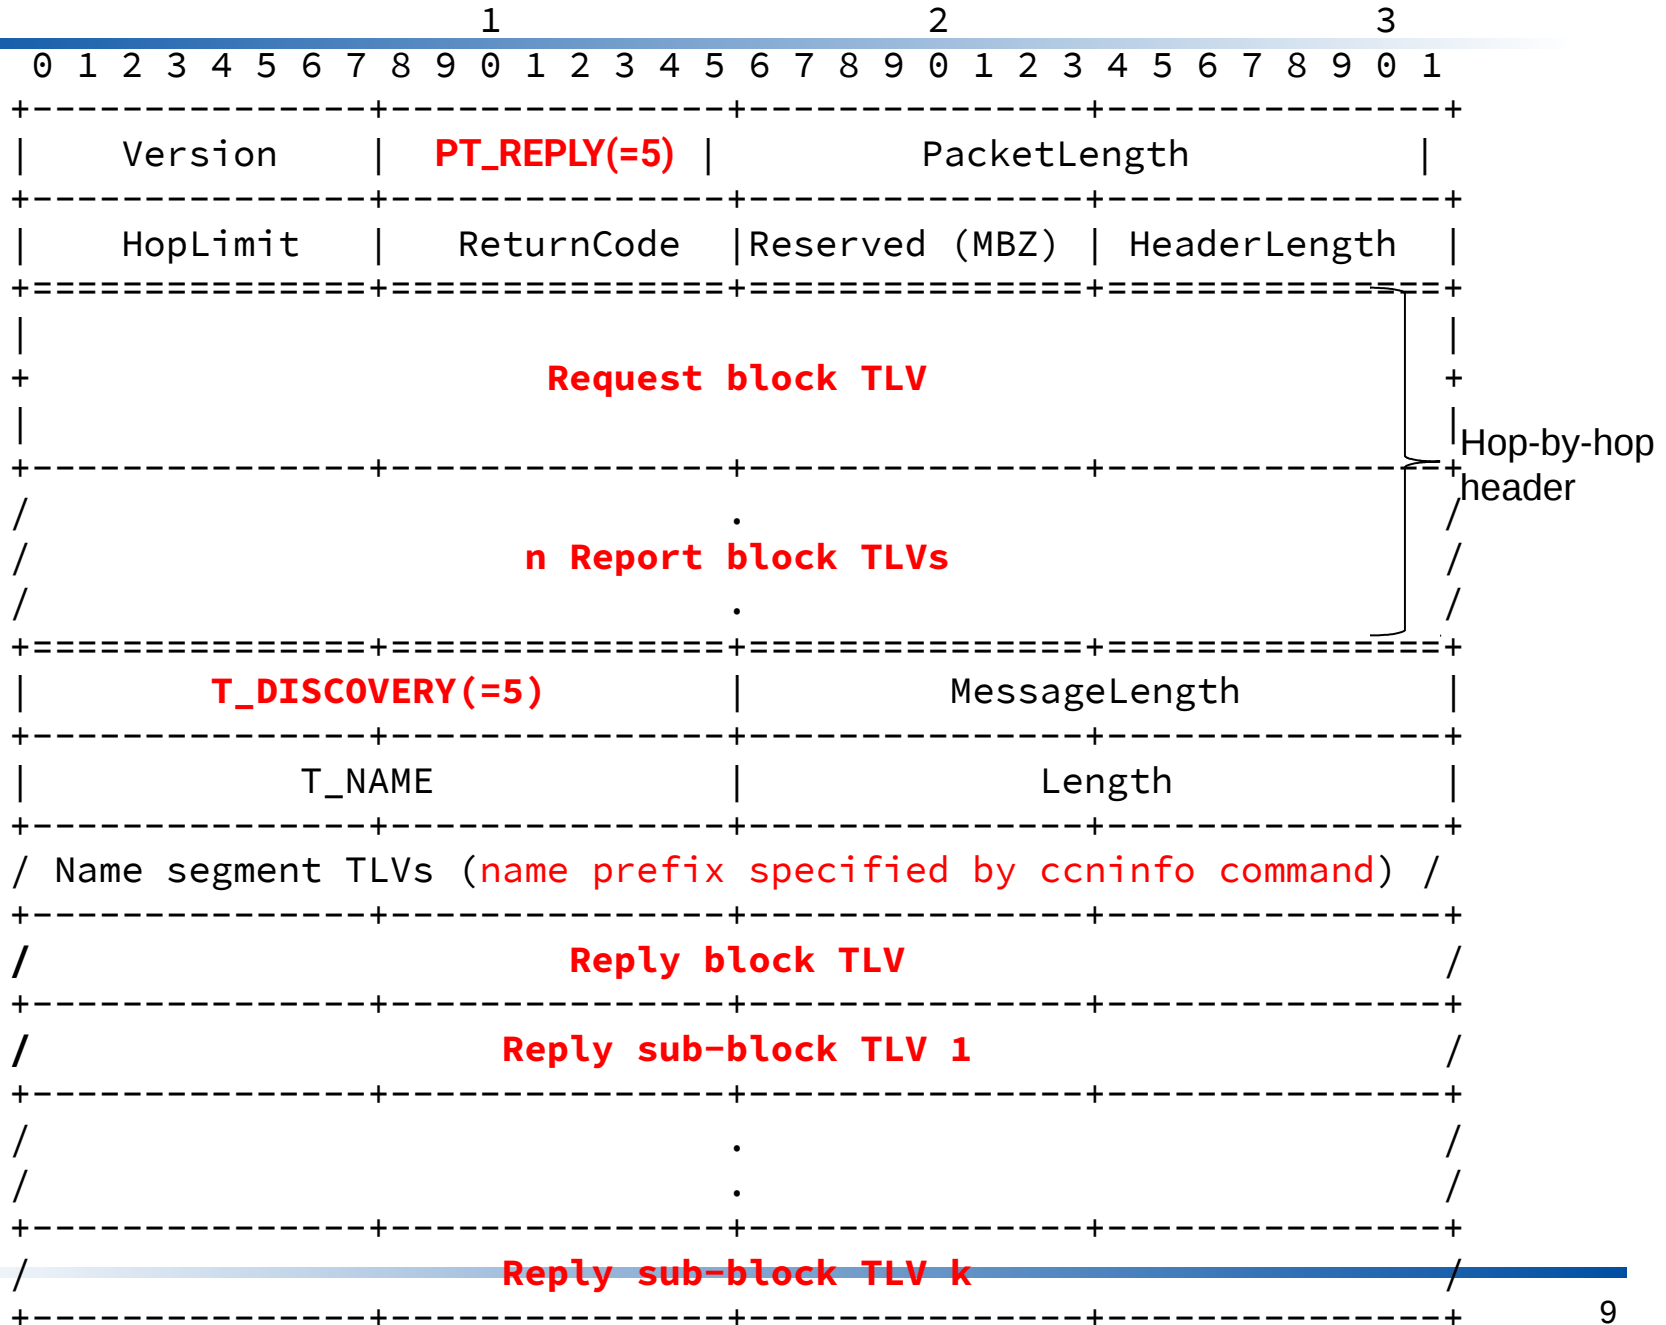 1 2 3
0 1 2 3 4 5 6 7 8 9 0 1 2 3 4 5 6 7 8 9 0 1 2 3 4 5 6 7 8 9 0 1
+---------------+---------------+---------------+---------------+
| Version | PT_REPLY(=5) | PacketLength |
+---------------+---------------+---------------+---------------+
| HopLimit | ReturnCode |Reserved (MBZ) | HeaderLength |
+===============+===============+===============+===============+
| |
+ Request block TLV +
| |
Hop-by-hop
+---------------+---------------+---------------+---------------+
header
/ . /
/ n Report block TLVs /
/ . /
+===============+===============+===============+===============+
| T_DISCOVERY(=5) | MessageLength |
+---------------+---------------+---------------+---------------+
| T_NAME | Length |
+---------------+---------------+---------------+---------------+
/ Name segment TLVs (name prefix specified by ccninfo command) /
+---------------+---------------+---------------+---------------+
/ Reply block TLV /
+---------------+---------------+---------------+---------------+
/ Reply sub-block TLV 1 /
+---------------+---------------+---------------+---------------+
/ . /
/ . /
+---------------+---------------+---------------+---------------+
/ Reply sub-block TLV k /
+---------------+---------------+---------------+---------------+
9